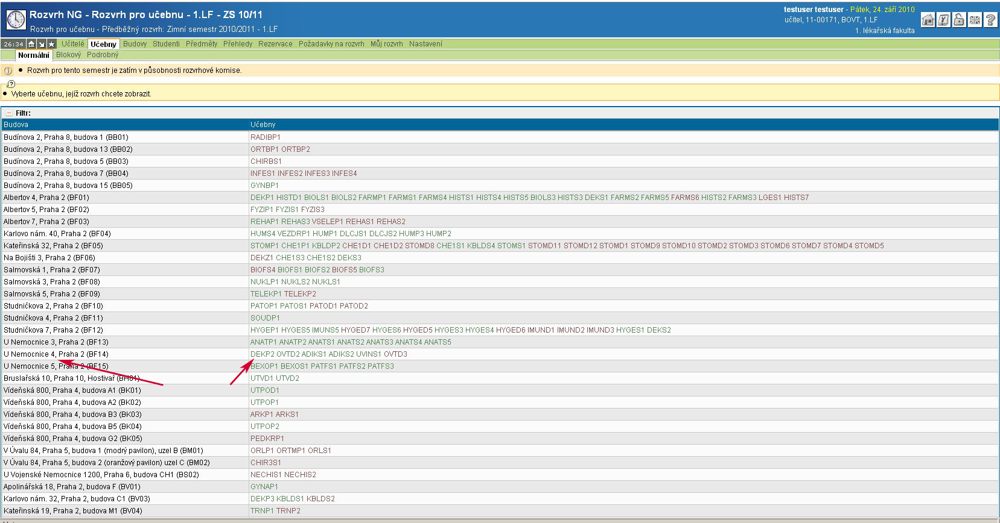 Rozvrh NG - Rozvrh pro učebnu - 1.LF - ZS 10/11
Rozvrh pro učebnu - Předběžný rozvrh: Zimní semestr 2010/2011 - 1.LF
testuser testuser - Pátek, 24. září 2010
učitel, 11-00171, BOVT, 1.LF
1. lékařská fakulta
26:34 Učitelé Učebny Budovy Studenti Předměty Přehledy Rezervace Požadavky na rozvrh Můj rozvrh Nastavení
Normální Blokový Podrobný
Rozvrh pro tento semestr je zatím v působnosti rozvrhové komise.
Vyberte učebnu, jejíž rozvrh chcete zobrazit.
Filtr:
Budova Učebny
Budínova 2, Praha 8, budova 1 (BB01) RADIBP1
Budínova 2, Praha 8, budova 13 (BB02) ORTBP1 ORTBP2
Budínova 2, Praha 8, budova 5 (BB03) CHIRBS1
Budínova 2, Praha 8, budova 7 (BB04) INFES1 INFES2 INFES3 INFES4
Budínova 2, Praha 8, budova 15 (BB05) GYNBP1
Albertov 4, Praha 2 (BF01) DEKP1 HISTD1 BIOLS1 BIOLS2 FARMP1 FARMS1 FARMS4 HISTS1 HISTS4 HISTS5 BIOLS3 HISTS3 DEKS1 FARMS2 FARMS5 FARMS6 HISTS2 FARMS3 LGES1 HISTS7
Albertov 5, Praha 2 (BF02) FYZIP1 FYZIS1 FYZIS3
Albertov 7, Praha 2 (BF03) REHAP1 REHAS3 VSELEP1 REHAS1 REHAS2
Karlovo nám. 40, Praha 2 (BF04) HUMS4 VEZDRP1 HUMP1 DLCJS1 DLCJS2 HUMP3 HUMP2
Kateřinská 32, Praha 2 (BF05) STOMP1 CHE1P1 KBLDP2 CHE1D1 CHE1D2 STOMD8 CHE1S1 KBLDS4 STOMS1 STOMD11 STOMD12 STOMD1 STOMD9 STOMD10 STOMD2 STOMD3 STOMD6 STOMD7 STOMD4 STOMD5
Na Bojišti 3, Praha 2 (BF06) DEKZ1 CHE1S3 CHE1S2 DEKS3
Salmovská 1, Praha 2 (BF07) BIOFS4 BIOFS1 BIOFS2 BIOFS5 BIOFS3
Salmovská 3, Praha 2 (BF08) NUKLP1 NUKLS2 NUKLS1
Salmovská 5, Praha 2 (BF09) TELEKP1 TELEKP2
Studničkova 2, Praha 2 (BF10) PATOP1 PATOS1 PATOD1 PATOD2
Studničkova 4, Praha 2 (BF11) SOUDP1
Studničkova 7, Praha 2 (BF12) HYGEP1 HYGES5 IMUNS5 HYGED7 HYGES6 HYGED5 HYGES3 HYGES4 HYGED6 IMUND1 IMUND2 IMUND3 HYGES1 DEKS2
U Nemocnice 3, Praha 2 (BF13) ANATP1 ANATP2 ANATS1 ANATS2 ANATS3 ANATS4 ANATS5
U Nemocnice 4, Praha 2 (BF14) DEKP2 OVTD2 ADIKS1 ADIKS2 UVINS1 OVTD3
U Nemocnice 5, Praha 2 (BF15) BEXOP1 BEXOS1 PATFS1 PATFS2 PATFS3
Bruslařská 10, Praha 10, Hostivař (BH01) UTVD1 UTVD2
Vídeňská 800, Praha 4, budova A1 (BK01) UTPOD1
Vídeňská 800, Praha 4, budova A2 (BK02) UTPOP1
Vídeňská 800, Praha 4, budova B3 (BK03) ARKP1 ARKS1
Vídeňská 800, Praha 4, budova B5 (BK04) UTPOP2
Vídeňská 800, Praha 4, budova G2 (BK05) PEDKRP1
V Úvalu 84, Praha 5, budova 1 (modrý pavilon), uzel B (BM01) ORLP1 ORTMP1 ORLS1
V Úvalu 84, Praha 5, budova 2 (oranžový pavilon) uzel C (BM02) CHIR3S1
U Vojenské Nemocnice 1200, Praha 6, budova CH1 (BS02) NECHIS1 NECHIS2
Apolinářská 18, Praha 2, budova F (BV01) GYNAP1
Karlovo nám. 32, Praha 2, budova C1 (BV03) DEKP3 KBLDS1 KBLDS2
Kateřinská 19, Praha 2, budova M1 (BV04) TRNP1 TRNP2